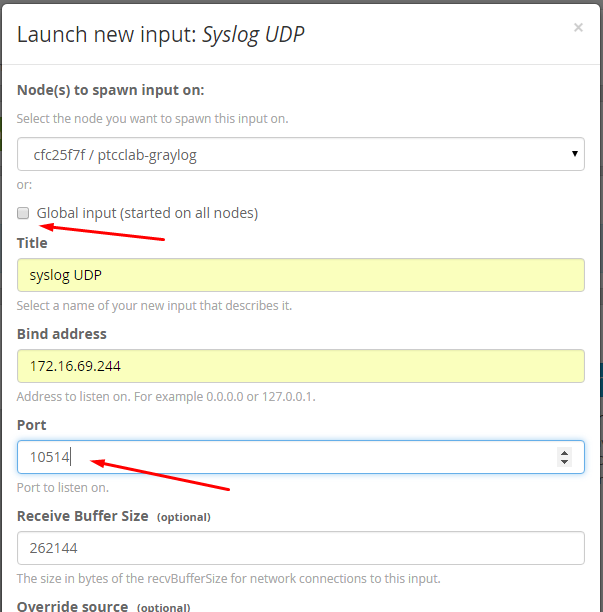 Launch new input: Syslog UDP
×
Node(s) to spawn input on:
Select the node you want to spawn this input on.
cfc25f7f / ptcclab-graylog
or:
Global input (started on all nodes)
Title
syslog UDP
Select a name of your new input that describes it.
Bind address
172.16.69.244
Address to listen on. For example 0.0.0.0 or 127.0.0.1.
Port
10514
Port to listen on.
Receive Buffer Size (optional)
262144
The size in bytes of the recvBufferSize for network connections to this input.
Override source (optional)